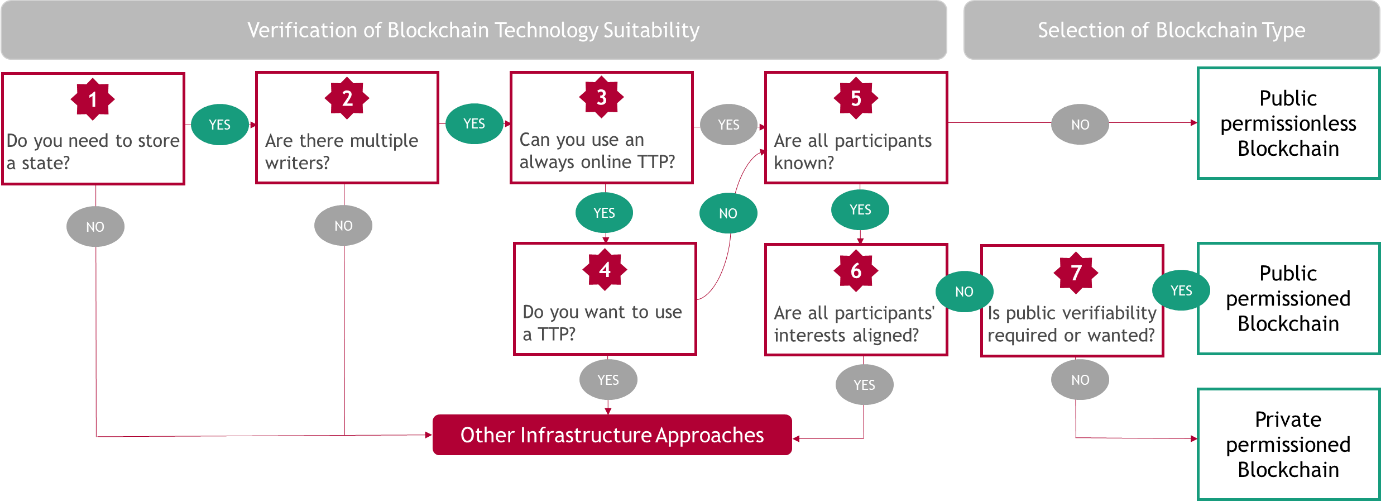 Verification of Blockchain Technology Suitability
Selection of Blockchain Type
1
Do you need to store
a state?
YES
2
Are there multiple
writers?
YES
3
Can you use an
always online TTP?
YES
5
Are all participants
known?
NO
Public
permissionless
Blockchain
NO
NO
YES
NO
YES
4
Do you want to use
a TTP?
6
Are all participants'
interests aligned?
NO
7
Is public verifiability
required or wanted?
YES
Public
permissioned
Blockchain
YES
YES
NO
Other Infrastructure Approaches
Private
permissioned
Blockchain